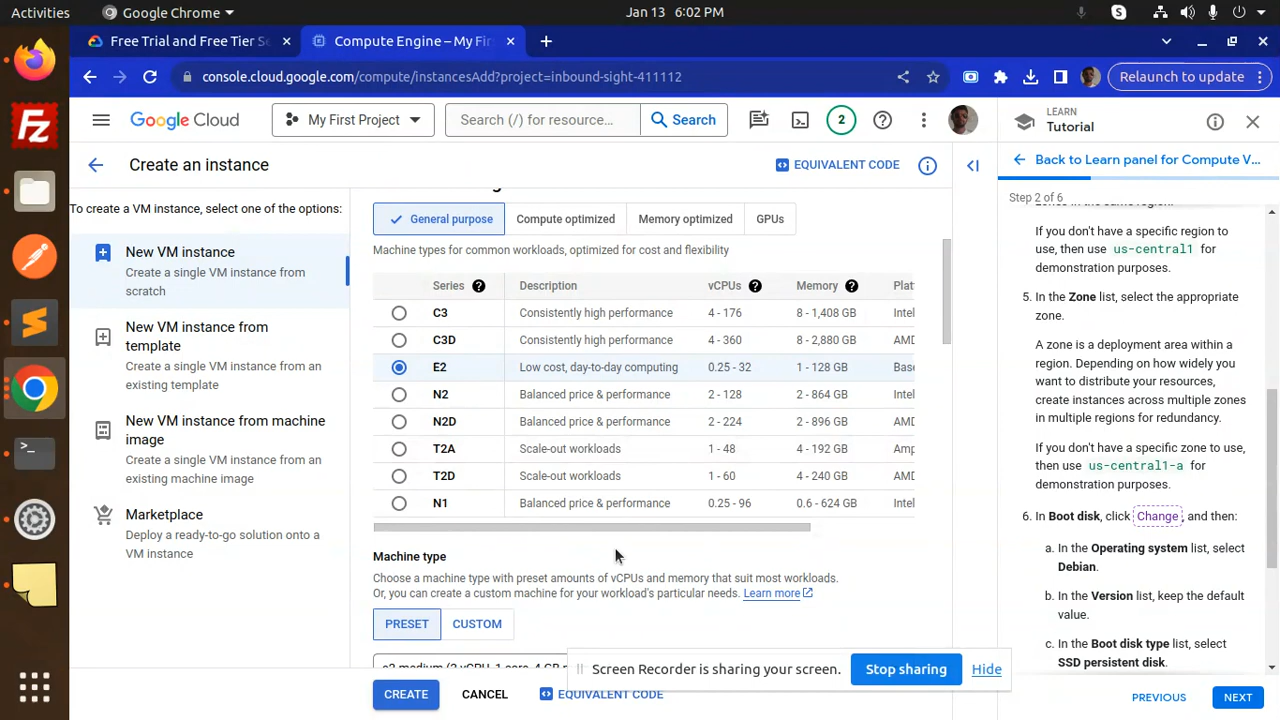 Activities
Google Chrome
Jan 13 6:02 PM
Free Trial and Free Tier Se
Compute Engine – My Firs
console.cloud.google.com/compute/instancesAdd?project=inbound-sight-411112
Relaunch to update
Google Cloud
My First Project
Search (/) for resource...
Search
2
LEARN
Tutorial
Create an instance
EQUIVALENT CODE
Back to Learn panel for Compute V...
Step 2 of 6
To create a VM instance, select one of the options:
New VM instance
Create a single VM instance from
scratch
New VM instance from
template
Create a single VM instance from an
existing template
New VM instance from machine
image
Create a single VM instance from an
existing machine image
Marketplace
Deploy a ready-to-go solution onto a
VM instance
General purpose
Compute optimized
Memory optimized
GPUs
Machine types for common workloads, optimized for cost and flexibility
Series ? Description vCPUs ? Memory ? Platf
C3 Consistently high performance 4 - 176 8 - 1,408 GB Intel
C3D Consistently high performance 4 - 360 8 - 2,880 GB AMD
E2 Low cost, day-to-day computing 0.25 - 32 1 - 128 GB Base
N2 Balanced price & performance 2 - 128 2 - 864 GB Intel
N2D Balanced price & performance 2 - 224 2 - 896 GB AMD
T2A Scale-out workloads 1 - 48 4 - 192 GB Amp
T2D Scale-out workloads 1 - 60 4 - 240 GB AMD
N1 Balanced price & performance 0.25 - 96 0.6 - 624 GB Intel
Machine type
Choose a machine type with preset amounts of vCPUs and memory that suit most workloads.
Or, you can create a custom machine for your workload's particular needs. Learn more
PRESET
CUSTOM
CREATE
CANCEL
EQUIVALENT CODE
Screen Recorder is sharing your screen.
Stop sharing
Hide
If you don't have a specific region to
use, then use us-central1 for
demonstration purposes.
5. In the Zone list, select the appropriate
zone.
A zone is a deployment area within a
region. Depending on how widely you
want to distribute your resources,
create instances across multiple zones
in multiple regions for redundancy.
If you don't have a specific zone to use,
then use us-central1-a for
demonstration purposes.
6. In Boot disk, click Change, and then:
a. In the Operating system list, select
Debian.
b. In the Version list, keep the default
value.
c. In the Boot disk type list, select
SSD persistent disk.
PREVIOUS
NEXT